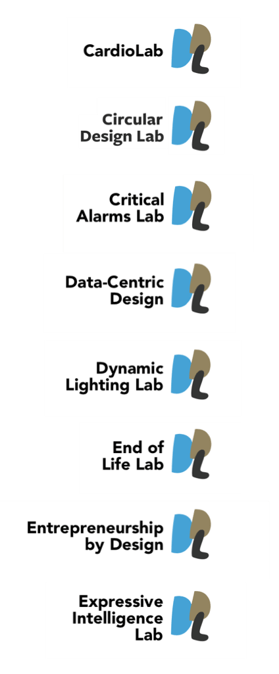 CardioLab
Circular
Design Lab
Critical
Alarms Lab
Data-Centric
Design
Dynamic
Lighting Lab
End of
Life Lab
Entrepreneurship
by Design
Expressive
Intelligence
Lab